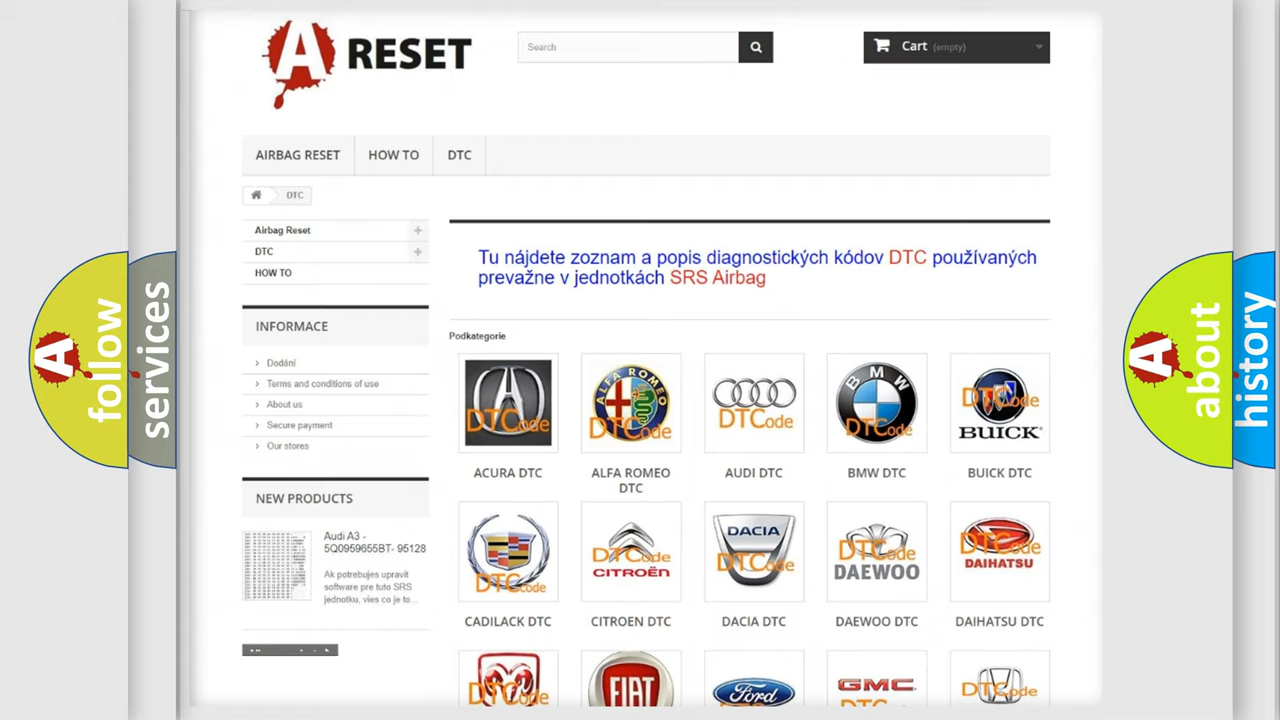 A RESET
Search
Cart (empty)
AIRBAG RESET
HOW TO
DTC
DTC
Airbag Reset
DTC
HOW TO
Tu nájdete zoznam a popis diagnostických kódov DTC používaných
prevažne v jednotkách SRS Airbag
INFORMACE
Dodání
Terms and conditions of use
About us
Secure payment
Our stores
NEW PRODUCTS
Audi A3 -
5Q0959655BT- 95128
Ak potrebujes upravit
software pre tuto SRS
jednotku, vies co je to...
Podkategorie
DTCode
ALFA ROMEO
DTCode
DTCode
BMW
DTCode
DTCode
BUICK
ACURA DTC
ALFA ROMEO
DTC
AUDI DTC
BMW DTC
BUICK DTC
DTCode
DTCode
CITROËN
DACIA
DTCode
DTCode
DAEWOO
DTCode
DAIHATSU
CADILACK DTC
CITROEN DTC
DACIA DTC
DAEWOO DTC
DAIHATSU DTC
DTCode
FIAT
Ford
GMC
DTCode
A follow
services
A about
history